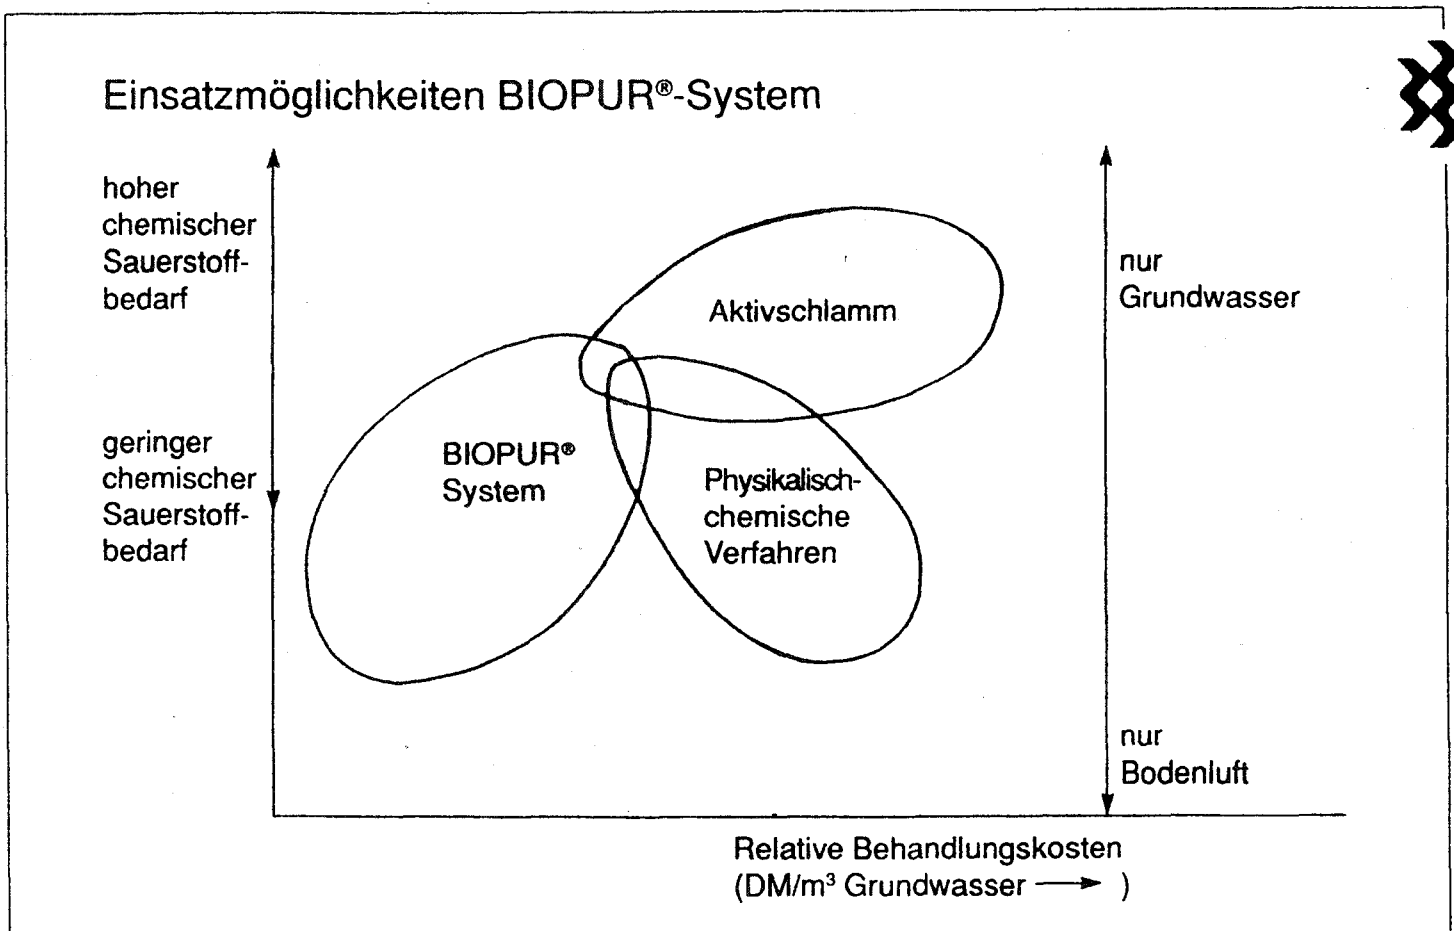 Einsatzmöglichkeiten BIOPUR®-System
hoher
chemischer
Sauerstoff-
bedarf
geringer
chemischer
Sauerstoff-
bedarf
BIOPUR®
System
Aktivschlamm
Physikalisch-
chemische
Verfahren
nur
Grundwasser
nur
Bodenluft
Relative Behandlungskosten
(DM/m³ Grundwasser → )